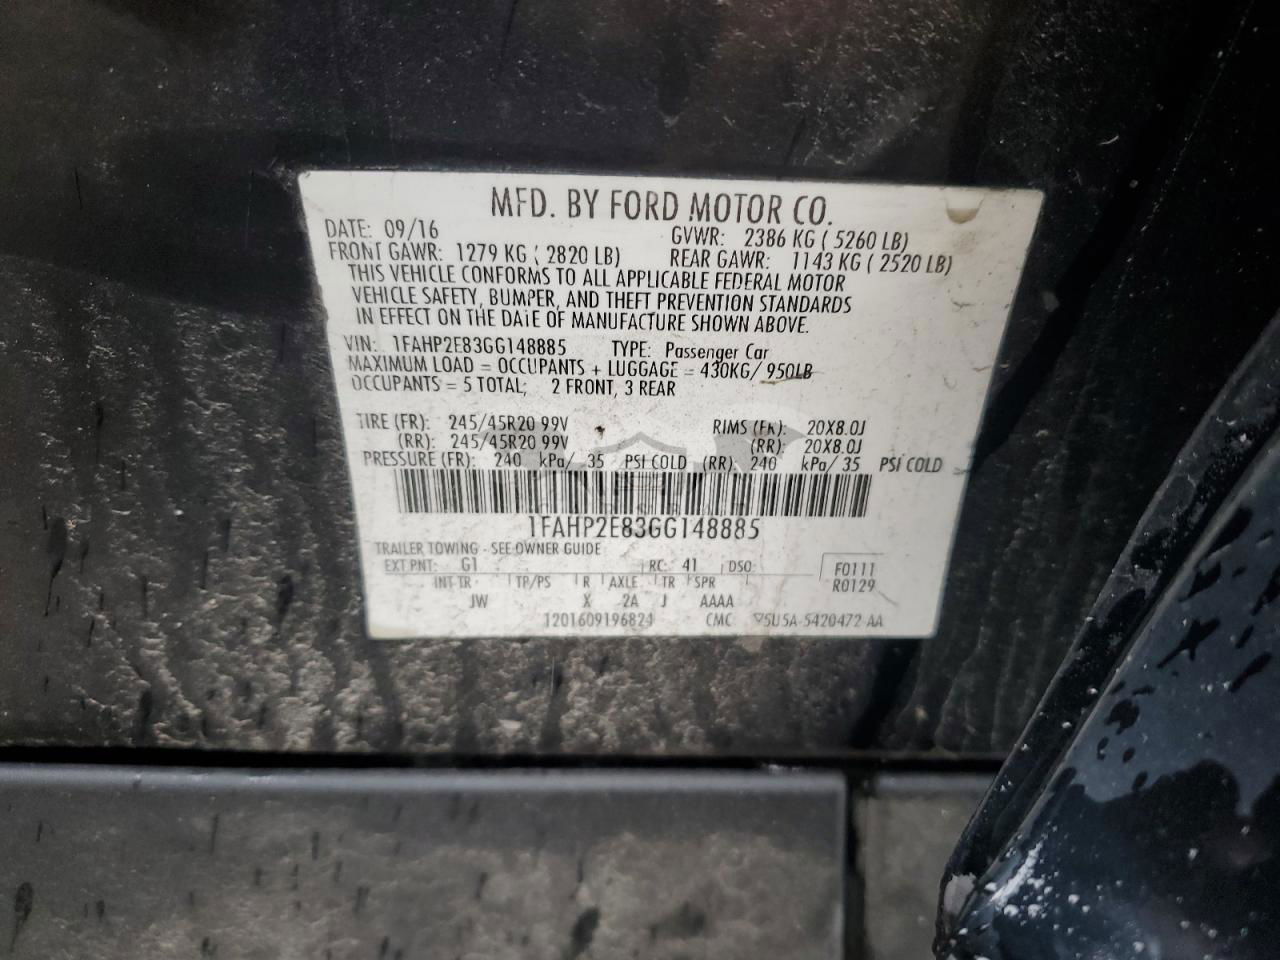 MFD. BY FORD MOTOR CO.
DATE: 09/16 GVWR: 2386 KG ( 5260 LB)
FRONT GAWR: 1279 KG ( 2820 LB) REAR GAWR: 1143 KG ( 2520 LB)
THIS VEHICLE CONFORMS TO ALL APPLICABLE FEDERAL MOTOR
VEHICLE SAFETY, BUMPER, AND THEFT PREVENTION STANDARDS
IN EFFECT ON THE DATE OF MANUFACTURE SHOWN ABOVE.
VIN: 1FAHP2E83GG148885 TYPE: Passenger Car
MAXIMUM LOAD = OCCUPANTS + LUGGAGE = 430KG/ 950LB
OCCUPANTS = 5 TOTAL; 2 FRONT, 3 REAR
TIRE (FR): 245/45R20 99V RIMS (FR): 20X8.0J
(RR): 245/45R20 99V (RR): 20X8.0J
PRESSURE (FR): 240 kPa/ 35 PSI COLD (RR): 240 kPa/ 35 PSI COLD
1FAHP2E83GG148885
TRAILER TOWING - SEE OWNER GUIDE
EXT PNT: G1 RC: 41 DSO: F0111
R0129
INT TR TP/PS R AXLE TR SPR
JW X 2A J AAAA
1201609196824 CMC ▽5U5A-5420472-AA